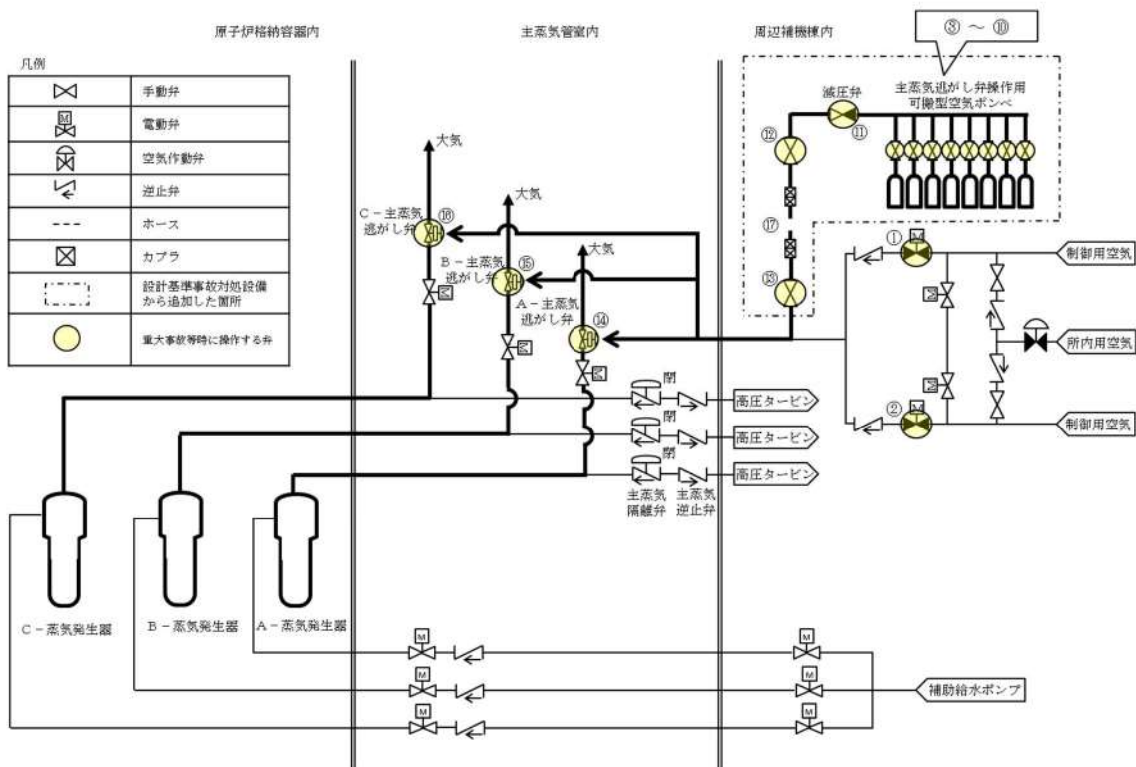 原子炉格納容器内
主蒸気管室内
周辺補機棟内
③ ～ ⑩
凡例
手動弁
M
電動弁
空気作動弁
逆止弁
ホース
カプラ
設計基準事故対処設備
から追加した箇所
重大事故等時に操作する弁
主蒸気逃がし弁操作用
可搬型空気ボンベ
減圧弁
⑪
⑫
⑰
⑬
大気
C－主蒸気
逃がし弁
⑯
大気
B－主蒸気
逃がし弁
⑮
大気
A－主蒸気
逃がし弁
⑭
M
M
M
①
M
制御用空気
M
所内用空気
M
②
M
制御用空気
閉
高圧タービン
閉
高圧タービン
閉
高圧タービン
主蒸気
隔離弁
主蒸気
逆止弁
C－蒸気発生器
B－蒸気発生器
A－蒸気発生器
M
M
M
M
補助給水ポンプ
M
M